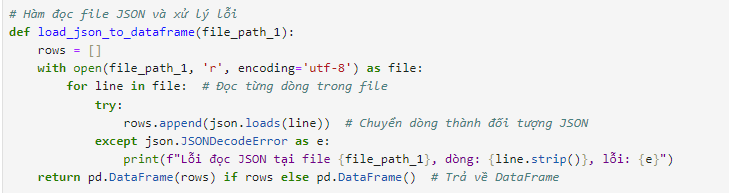 # Hàm đọc file JSON và xử lý lỗi
def load_json_to_dataframe(file_path_1):
    rows = []
    with open(file_path_1, 'r', encoding='utf-8') as file:
        for line in file:  # Đọc từng dòng trong file
            try:
                rows.append(json.loads(line))  # Chuyển dòng thành đối tượng JSON
            except json.JSONDecodeError as e:
                print(f"Lỗi đọc JSON tại file {file_path_1}, dòng: {line.strip()}, lỗi: {e}")
    return pd.DataFrame(rows) if rows else pd.DataFrame()  # Trả về DataFrame